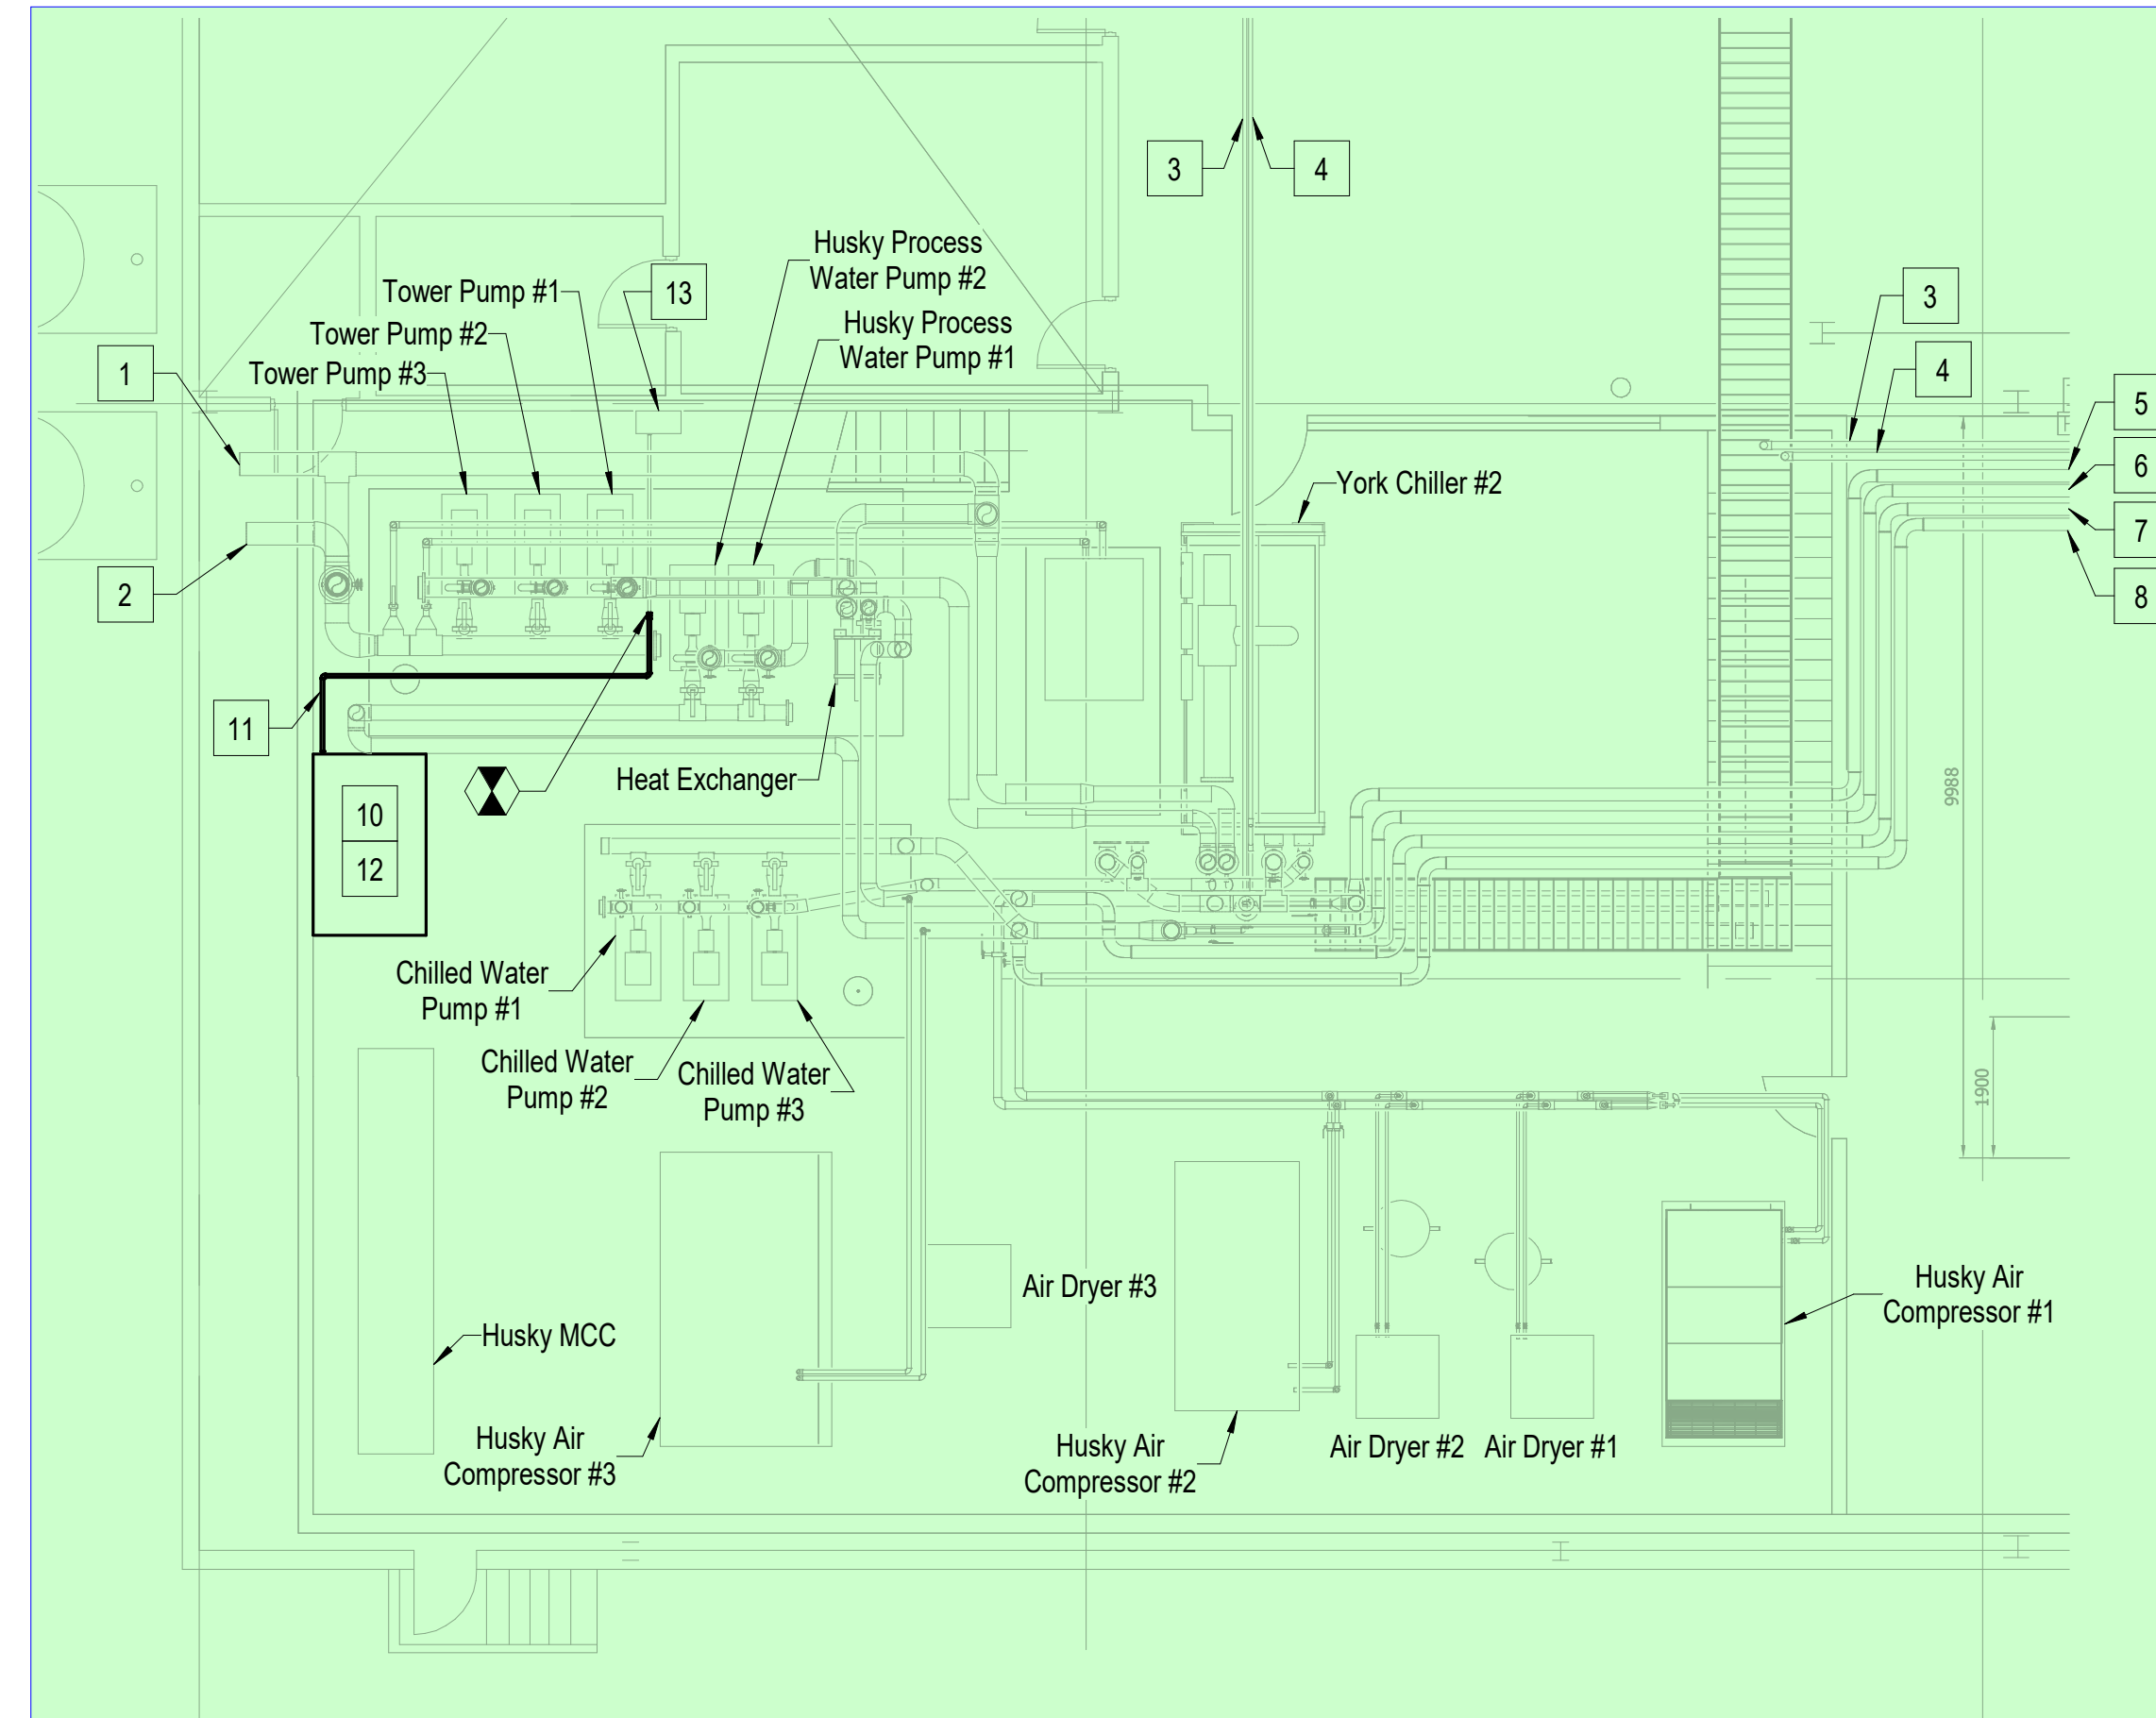 3
4
Husky Process
Water Pump #2
13
Tower Pump #1
3
Husky Process
Water Pump #1
Tower Pump #2
1
Tower Pump #3
4
5
6
York Chiller #2
7
2
8
11
Heat Exchanger
9988
10
12
Chilled Water
Pump #1
Chilled Water
Pump #2
Chilled Water
Pump #3
1900
Air Dryer #3
Husky Air
Compressor #1
Husky MCC
Husky Air
Compressor #3
Husky Air
Compressor #2
Air Dryer #2
Air Dryer #1